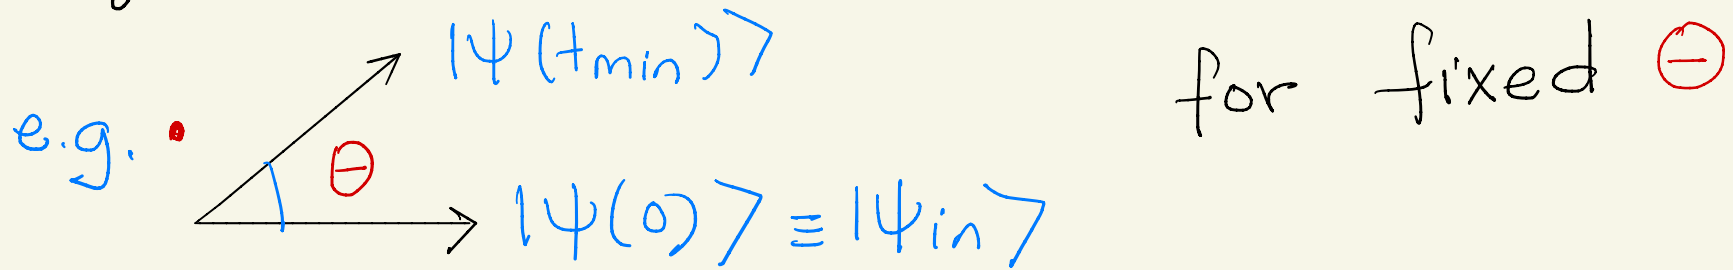 |ψ(tmin)⟩
for fixed Θ
e.g. •
Θ
|ψ(0)⟩ ≡ |ψin⟩